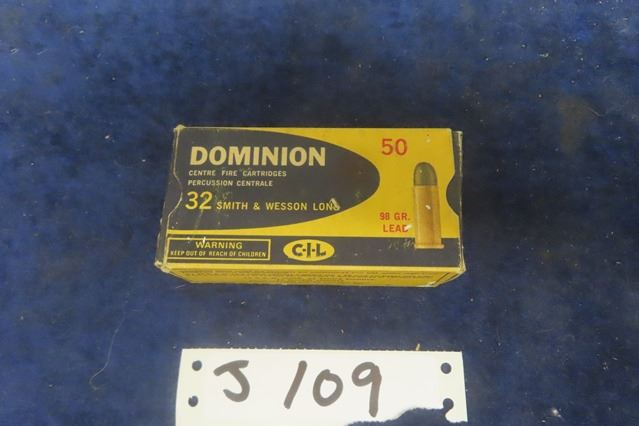 DOMINION
CENTRE FIRE CARTRIDGES
PERCUSSION CENTRALE
32 SMITH & WESSON LONG
50
98 GR.
LEAD
WARNING
KEEP OUT OF REACH OF CHILDREN
C-I-L
J 109